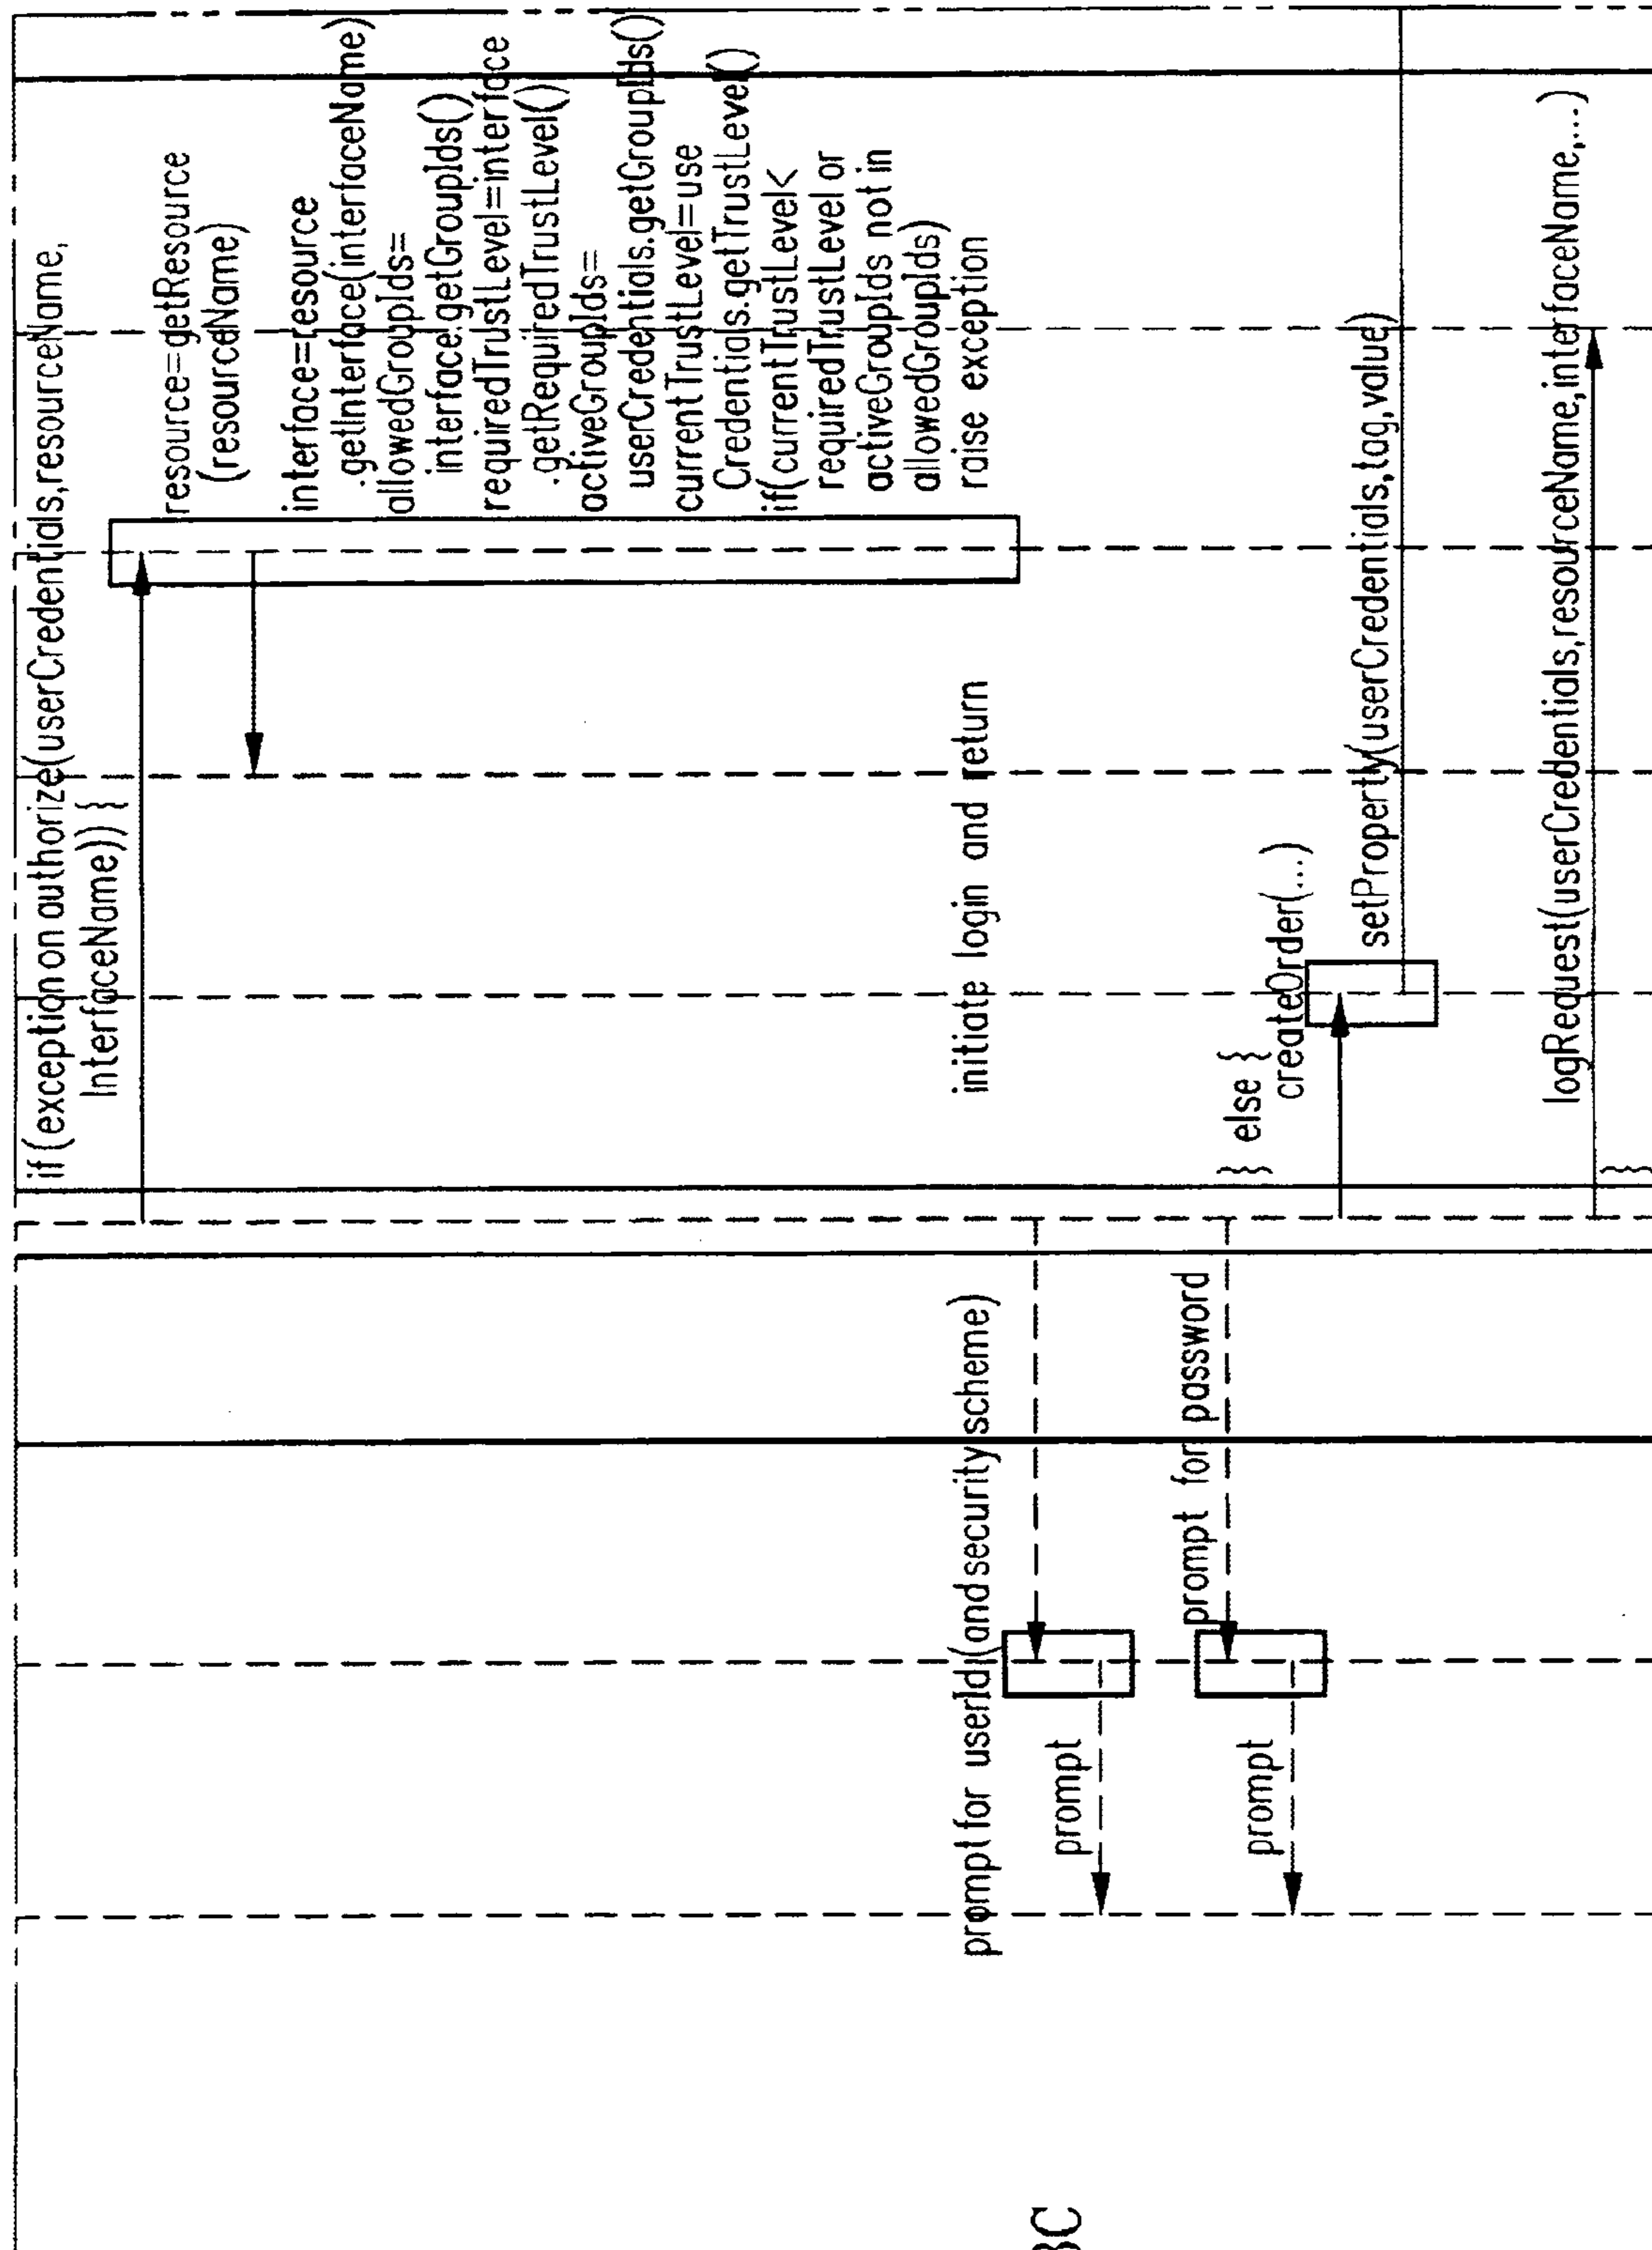 if(exception on authorize(userCredentials,resourceName,
InterfaceName)) }
resource=getResource
(resourceName)
interface=resource
.getInterface(interfaceName)
allowedGroupIds=
interface.getGroupIds()
requiredTrustLevel=interface
.getRequiredTrustLevel()
activeGroupIds=
userCredentials.getGroupIds()
currentTrustLevel=use
Credentials.getTrustLevel()
if(currentTrustLevel<
requiredTrustLevel or
activeGroupIds not in
allowedGroupIds)
raise exception
prompt for userId (and security scheme)
initiate login and return
prompt
prompt for password
prompt
} else }
createOrder(...)
setProperty(userCredentials,tag,value)
logRequest(userCredentials,resourceName,interfaceName,...)
}